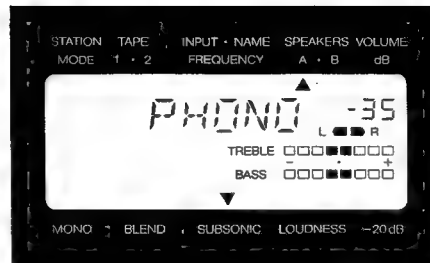 STATION TAPE INPUT • NAME SPEAKERS VOLUME
MODE 1 • 2 FREQUENCY A • B dB
PHONO -35
L R
TREBLE
- • +
BASS
MONO BLEND SUBSONIC LOUDNESS -20dB